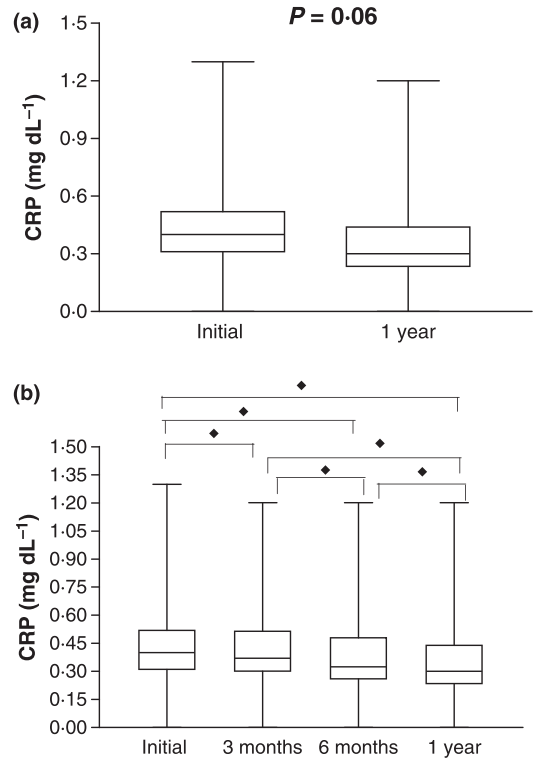 (a)
P = 0·06
1·5
1·2
0·9
0·6
0·3
0·0
CRP (mg dL−1)
Initial 1 year
(b)
1·50
1·35
1·20
1·05
0·90
0·75
0·60
0·45
0·30
0·15
0·00
CRP (mg dL−1)
Initial 3 months 6 months 1 year